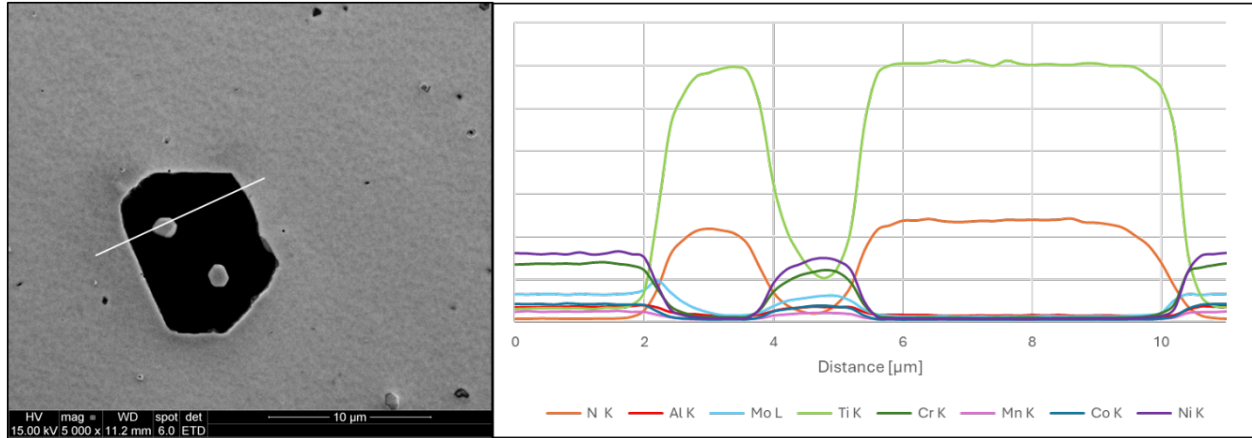 HV mag WD spot det
15.00 kV 5 000 x 11.2 mm 6.0 ETD
10 µm
0 2 4 6 8 10
Distance [µm]
N K Al K Mo L Ti K Cr K Mn K Co K Ni K